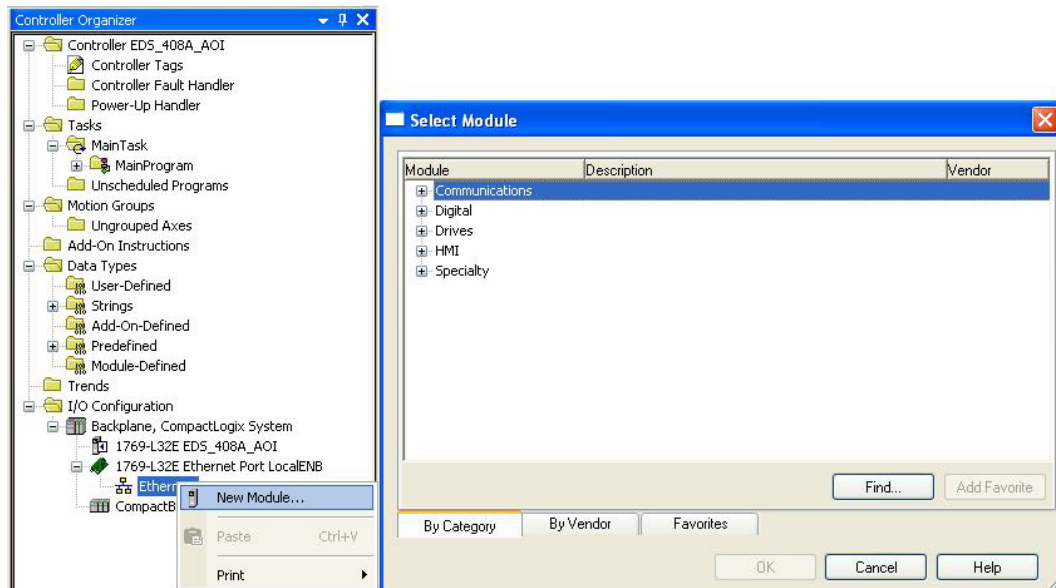 Controller Organizer
Controller EDS_408A_AOI
Controller Tags
Controller Fault Handler
Power-Up Handler
Tasks
MainTask
MainProgram
Unscheduled Programs
Motion Groups
Ungrouped Axes
Add-On Instructions
Data Types
User-Defined
Strings
Add-On-Defined
Predefined
Module-Defined
Trends
I/O Configuration
Backplane, CompactLogix System
1769-L32E EDS_408A_AOI
1769-L32E Ethernet Port LocalENB
Ethern
CompactB
New Module...
Paste Ctrl+V
Print
Select Module
Module Description Vendor
Communications
Digital
Drives
HMI
Specialty
Find... Add Favorite
By Category By Vendor Favorites
OK Cancel Help